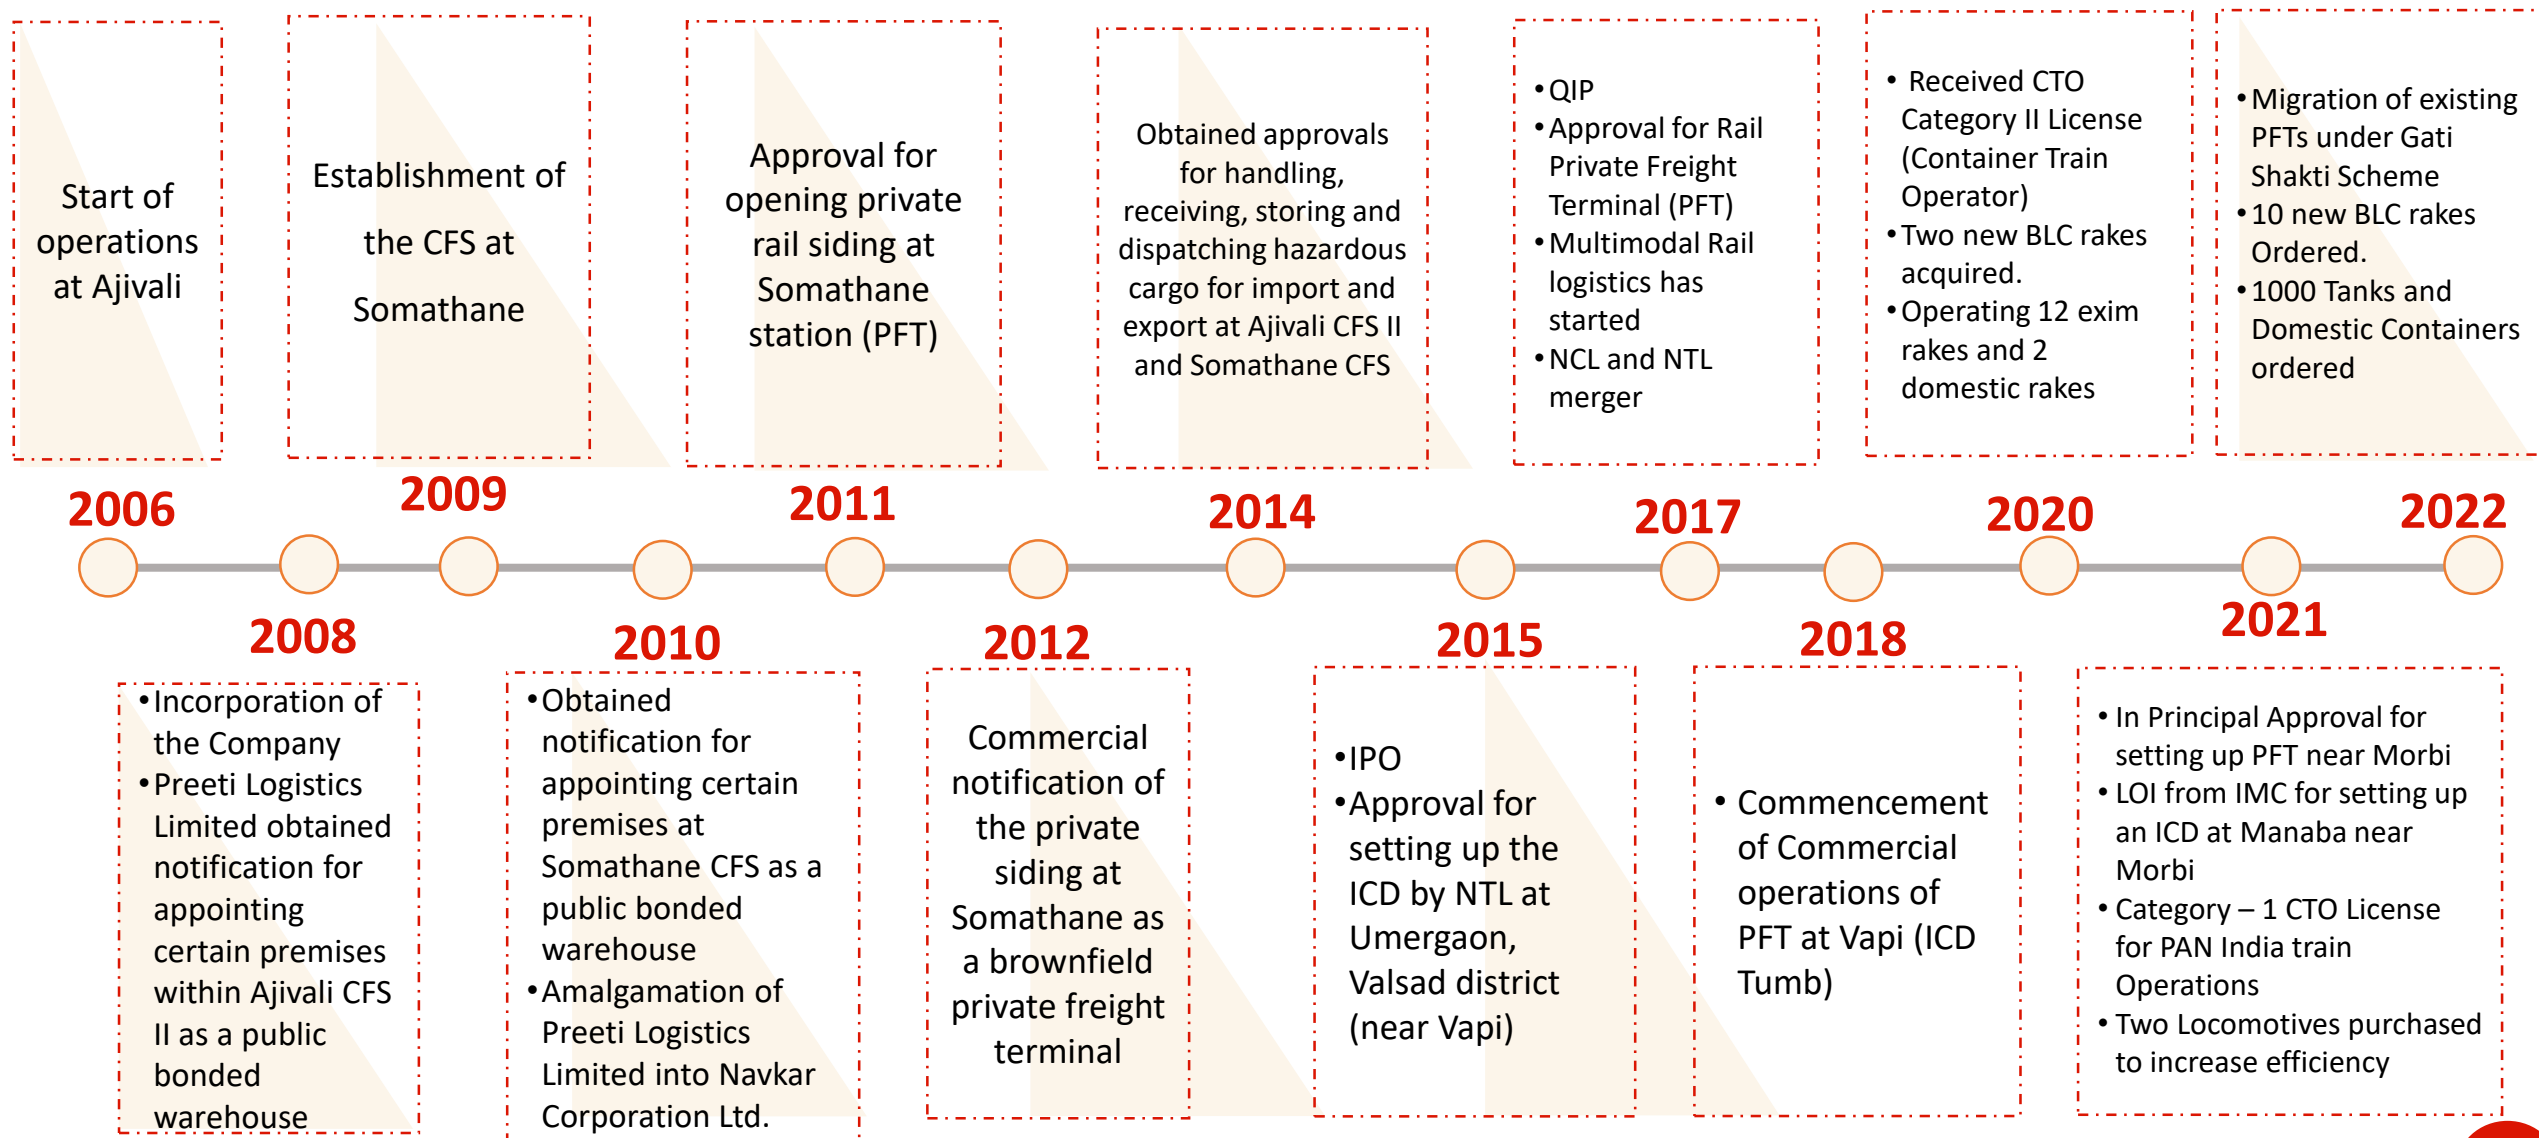 Start of
operations
at Ajivali
2006
Establishment of
the CFS at
Somathane
2009
Approval for
opening private
rail siding at
Somathane
station (PFT)
2011
Obtained approvals
for handling,
receiving, storing and
dispatching hazardous
cargo for import and
export at Ajivali CFS II
and Somathane CFS
2014
•QIP
•Approval for Rail
Private Freight
Terminal (PFT)
•Multimodal Rail
logistics has
started
•NCL and NTL
merger
2017
• Received CTO
Category II License
(Container Train
Operator)
•Two new BLC rakes
acquired.
•Operating 12 exim
rakes and 2
domestic rakes
2020
•Migration of existing
PFTs under Gati
Shakti Scheme
•10 new BLC rakes
Ordered.
•1000 Tanks and
Domestic Containers
ordered
2022
2008
•Incorporation of
the Company
•Preeti Logistics
Limited obtained
notification for
appointing
certain premises
within Ajivali CFS
II as a public
bonded
warehouse
2010
•Obtained
notification for
appointing certain
premises at
Somathane CFS as a
public bonded
warehouse
•Amalgamation of
Preeti Logistics
Limited into Navkar
Corporation Ltd.
2012
Commercial
notification of
the private
siding at
Somathane as
a brownfield
private freight
terminal
2015
•IPO
•Approval for
setting up the
ICD by NTL at
Umergaon,
Valsad district
(near Vapi)
2018
• Commencement
of Commercial
operations of
PFT at Vapi (ICD
Tumb)
2021
• In Principal Approval for
setting up PFT near Morbi
• LOI from IMC for setting up
an ICD at Manaba near
Morbi
• Category – 1 CTO License
for PAN India train
Operations
• Two Locomotives purchased
to increase efficiency